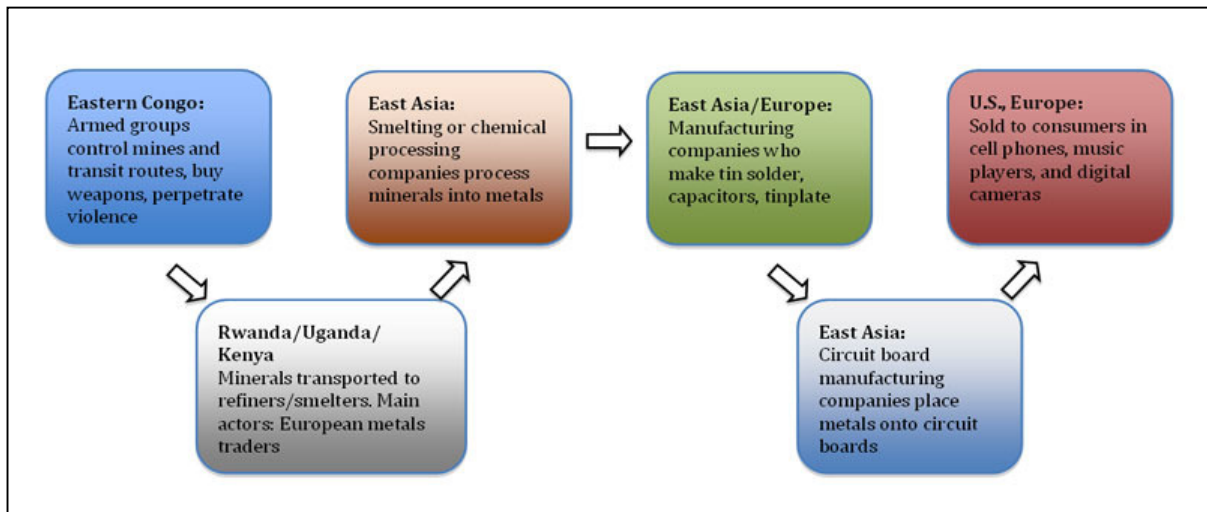 Eastern Congo:
Armed groups
control mines and
transit routes, buy
weapons, perpetrate
violence
Rwanda/Uganda/
Kenya
Minerals transported to
refiners/smelters. Main
actors: European metals
traders
East Asia:
Smelting or chemical
processing
companies process
minerals into metals
East Asia/Europe:
Manufacturing
companies who
make tin solder,
capacitors, tinplate
East Asia:
Circuit board
manufacturing
companies place
metals onto circuit
boards
U.S., Europe:
Sold to consumers in
cell phones, music
players, and digital
cameras